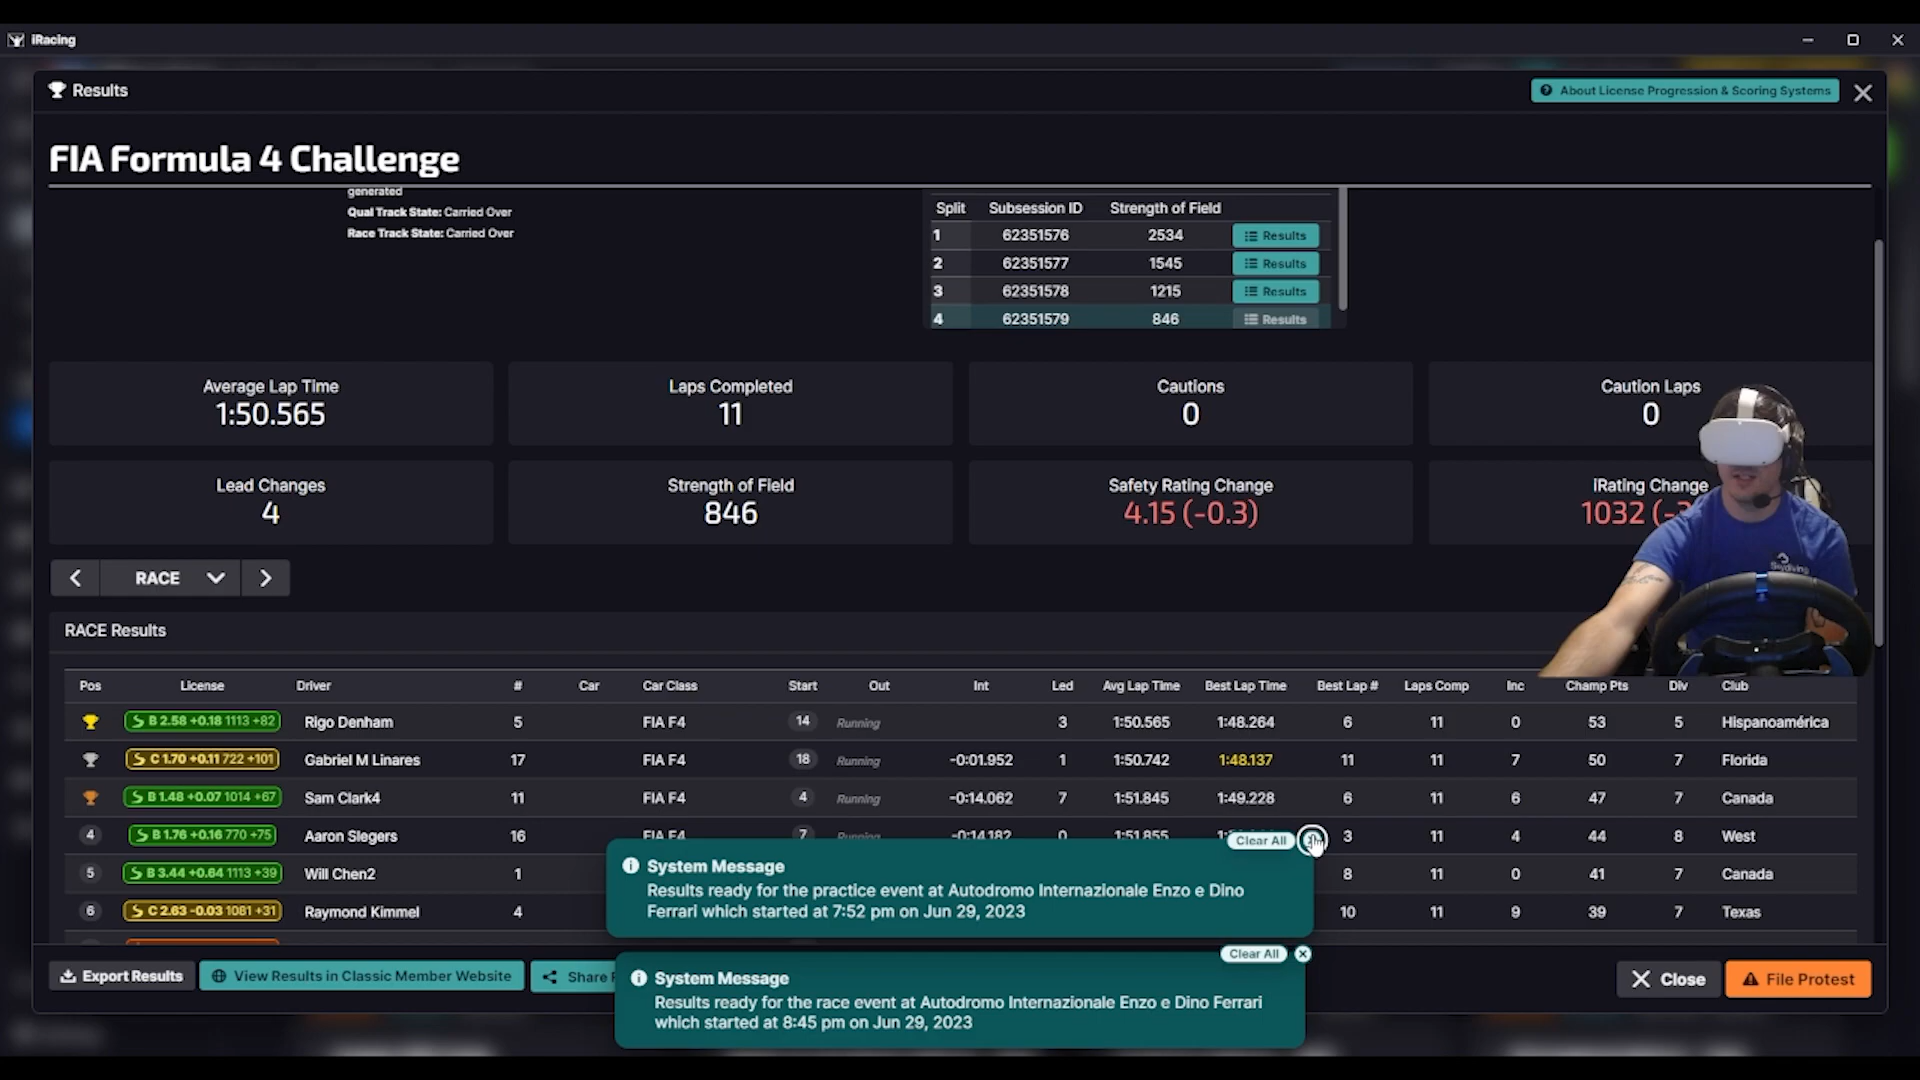 iRacing
Results
About License Progression & Scoring Systems
FIA Formula 4 Challenge
generated
Qual Track State: Carried Over
Race Track State: Carried Over
Split Subsession ID Strength of Field
1 62351576 2534 Results
2 62351577 1545 Results
3 62351578 1215 Results
4 62351579 846 Results
Average Lap Time
1:50.565
Laps Completed
11
Cautions
0
Caution Laps
0
Lead Changes
4
Strength of Field
846
Safety Rating Change
4.15 (-0.3)
iRating Change
1032
RACE
RACE Results
Pos License Driver # Car Car Class Start Out Int Led Avg Lap Time Best Lap Time Best Lap # Laps Comp Inc Champ Pts Div Club
B 2.58 +0.18 1113 +82 Rigo Denham 5 FIA F4 14 Running 3 1:50.565 1:48.264 6 11 0 53 5 Hispanoamérica
C 1.70 +0.11 722 +101 Gabriel M Linares 17 FIA F4 18 Running -0:01.952 1 1:50.742 1:48.137 11 11 7 50 7 Florida
B 1.48 +0.07 1014 +67 Sam Clark4 11 FIA F4 4 Running -0:14.062 7 1:51.845 1:49.228 6 11 6 47 7 Canada
4 B 1.76 +0.16 770 +75 Aaron Slegers 16 FIA F4 7 Running -0:14.182 0 1:51.855 3 11 4 44 8 West
5 B 3.44 +0.64 1113 +39 Will Chen2 1 8 11 0 41 7 Canada
6 C 2.63 -0.03 1081 +31 Raymond Kimmel 4 10 11 9 39 7 Texas
Clear All
System Message
Results ready for the practice event at Autodromo Internazionale Enzo e Dino
Ferrari which started at 7:52 pm on Jun 29, 2023
Clear All
System Message
Results ready for the race event at Autodromo Internazionale Enzo e Dino Ferrari
which started at 8:45 pm on Jun 29, 2023
Export Results
View Results in Classic Member Website
Share
Close
File Protest
Skydiving